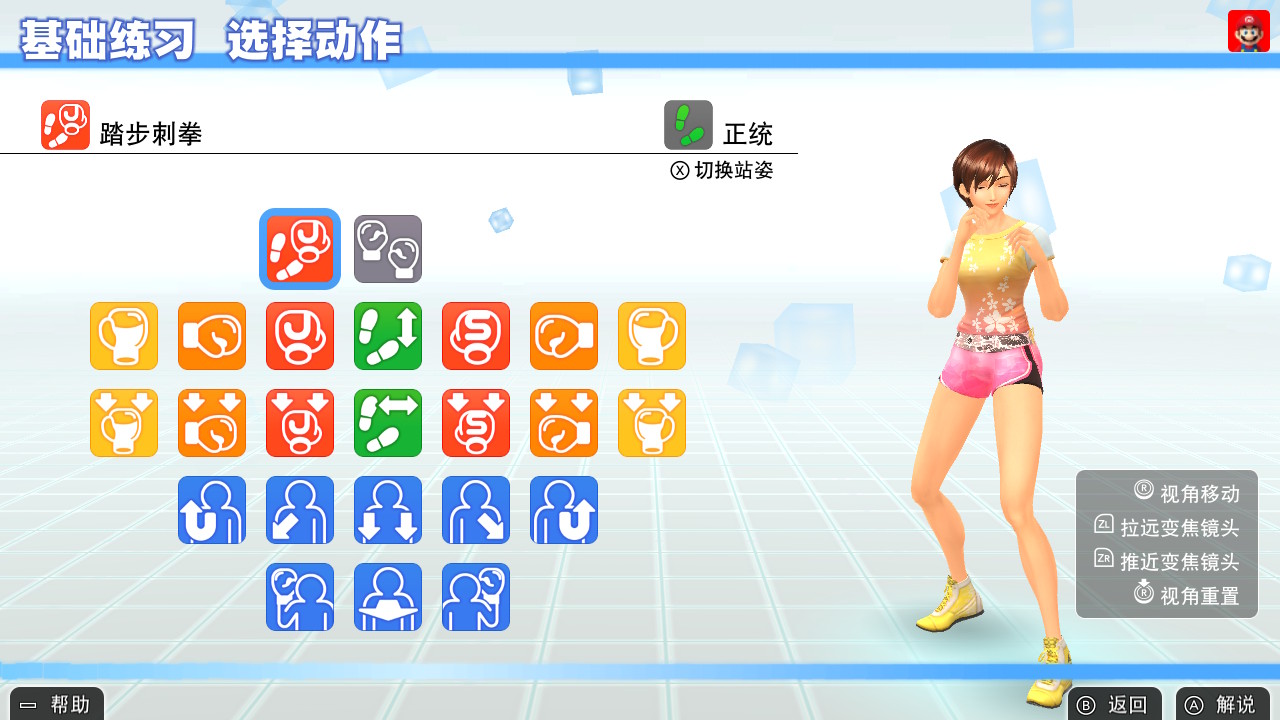 基础练习 选择动作
踏步刺拳
正统
X 切换站姿
J
J
S
J
S
R 视角移动
ZL 拉远变焦镜头
ZR 推近变焦镜头
R 视角重置
帮助
B 返回
A 解说